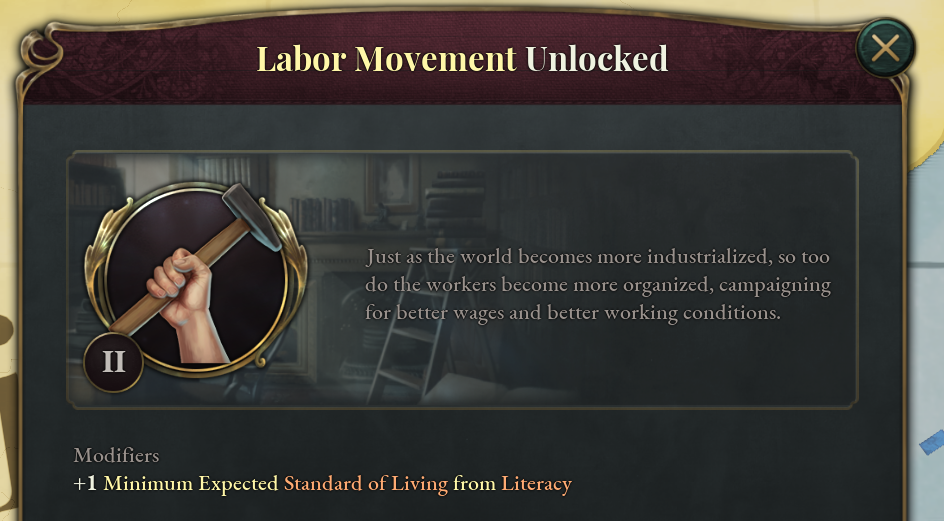 Labor Movement Unlocked
Just as the world becomes more industrialized, so too
do the workers become more organized, campaigning
for better wages and better working conditions.
II
Modifiers
+1 Minimum Expected Standard of Living from Literacy